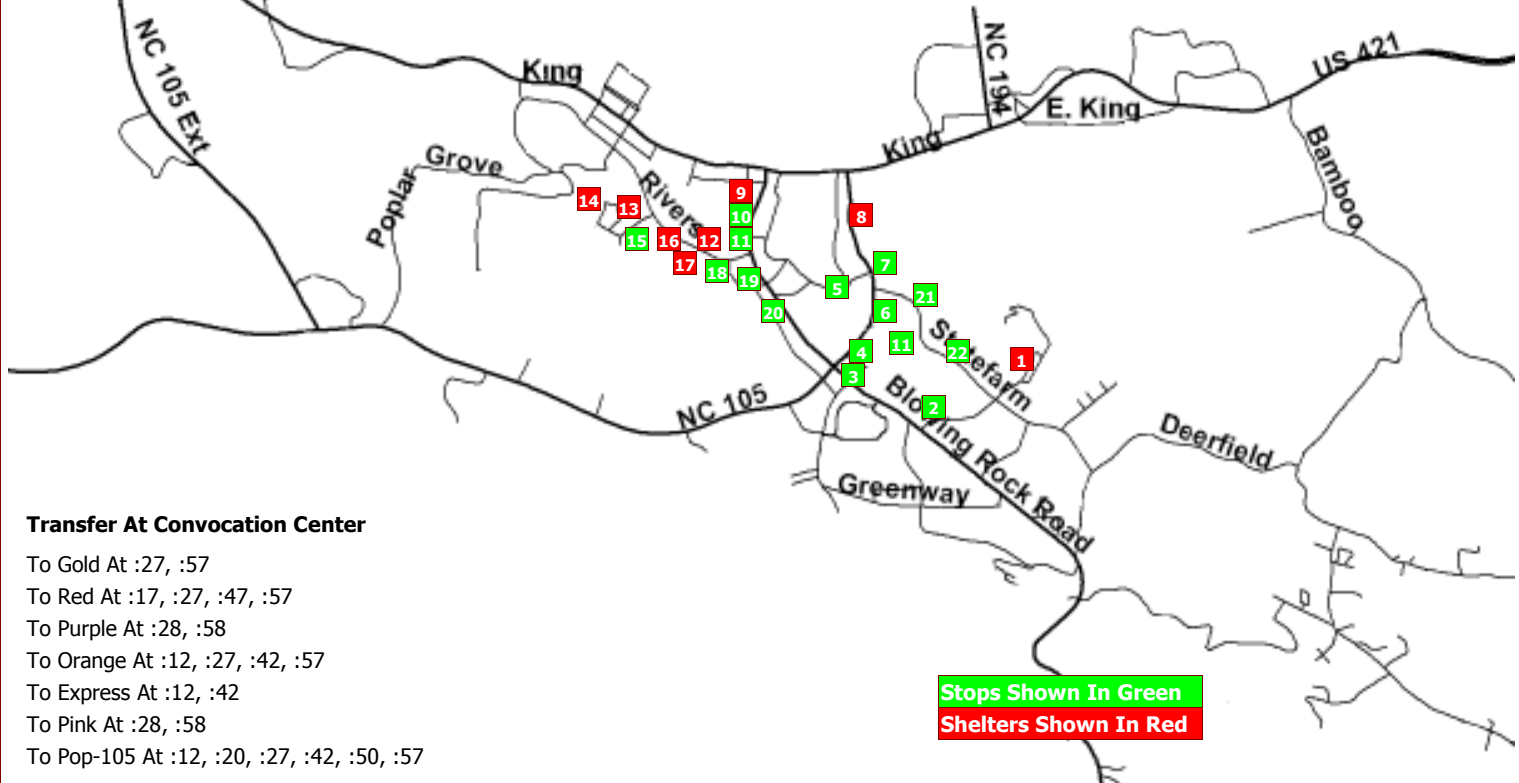 NC 105 Ext
King
NC 194
US 421
E. King
King
Bamboo
Grove
Poplar
Rivers
14
13
9
10
8
15
16
12
11
17
18
19
7
5
21
20
6
Statefarm
11
4
22
1
3
Blowing Rock Road
2
NC 105
Deerfield
Greenway
Transfer At Convocation Center
To Gold At :27, :57
To Red At :17, :27, :47, :57
To Purple At :28, :58
To Orange At :12, :27, :42, :57
To Express At :12, :42
To Pink At :28, :58
To Pop-105 At :12, :20, :27, :42, :50, :57
Stops Shown In Green
Shelters Shown In Red